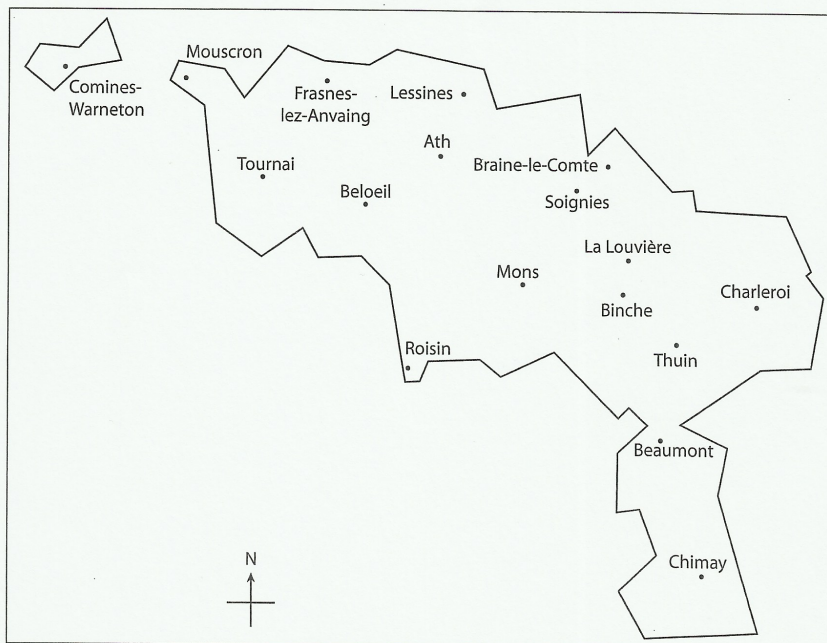 Mouscron
Comines-
Warneton
Frasnes-
lez-Anvaing
Lessines
Ath
Tournai
Braine-le-Comte
Beloeil
Soignies
La Louvière
Mons
Charleroi
Binche
Roisin
Thuin
Beaumont
N
Chimay